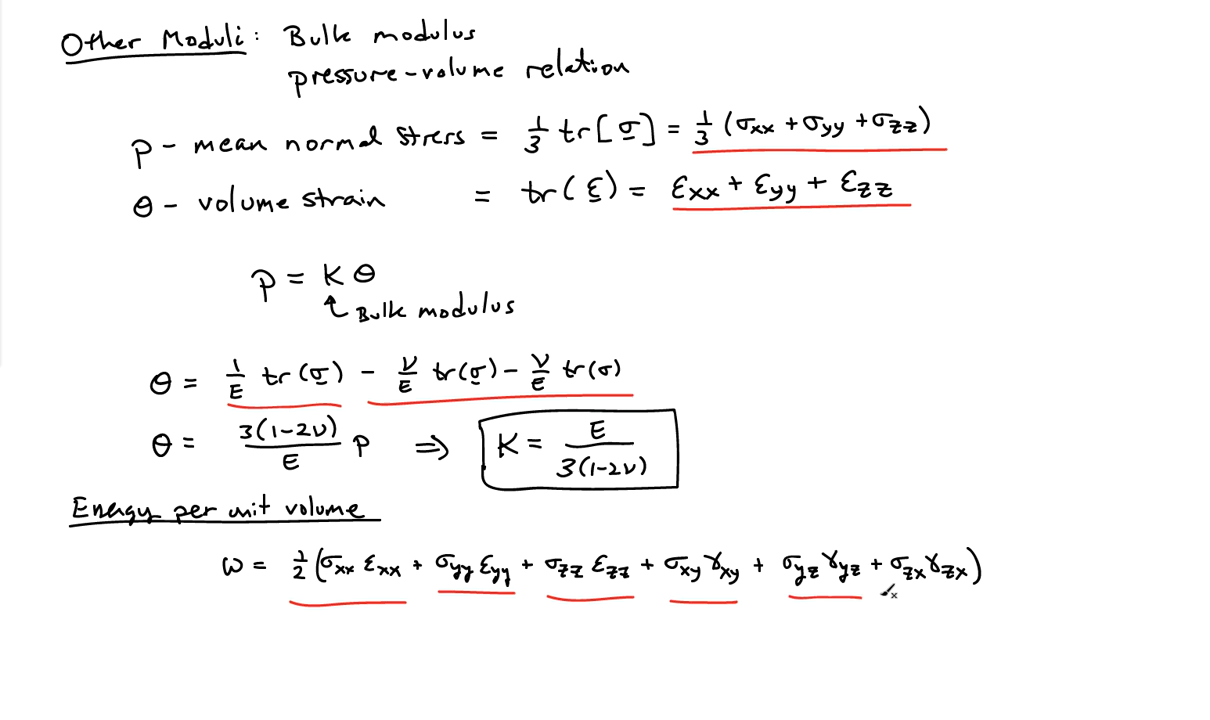 Other Moduli: Bulk modulus
pressure-volume relation
p - mean normal stress = 1/3 tr[σ] = 1/3 (σxx + σyy + σzz)
θ - volume strain = tr(ε) = εxx + εyy + εzz
p = K θ
↑ Bulk modulus
θ = 1/E tr(σ) - ν/E tr(σ) - ν/E tr(σ)
θ = 3(1-2ν)/E p ⇒ K = E/3(1-2ν)
Energy per unit volume
ω = 1/2 (σxx εxx + σyy εyy + σzz εzz + σxy γxy + σyz γyz + σzx γzx)